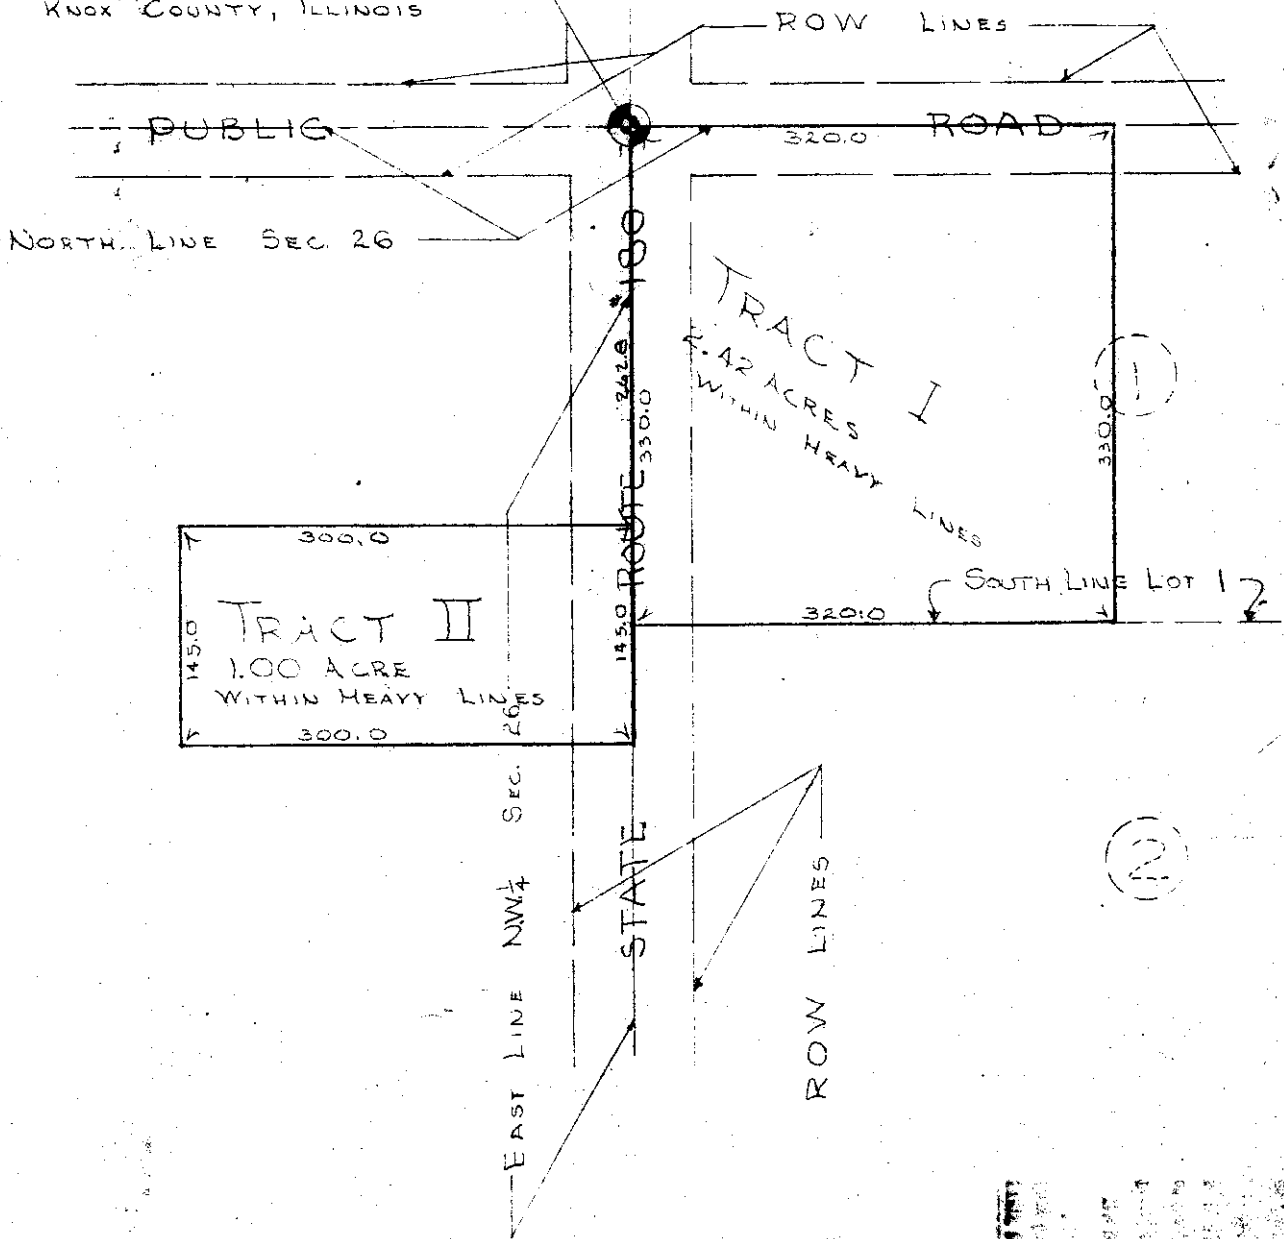 KNOX COUNTY, ILLINOIS
ROW LINES
PUBLIC ROAD
320.0
NORTH LINE SEC. 26
STATE ROUTE #180
262.8
330.0
TRACT I
2.42 ACRES
WITHIN HEAVY LINES
1
330.0
300.0
SOUTH LINE LOT 1
320.0
TRACT II
1.00 ACRE
WITHIN HEAVY LINES
145.0
145.0
300.0
EAST LINE N.W.¼ SEC. 26
ROW LINES
2